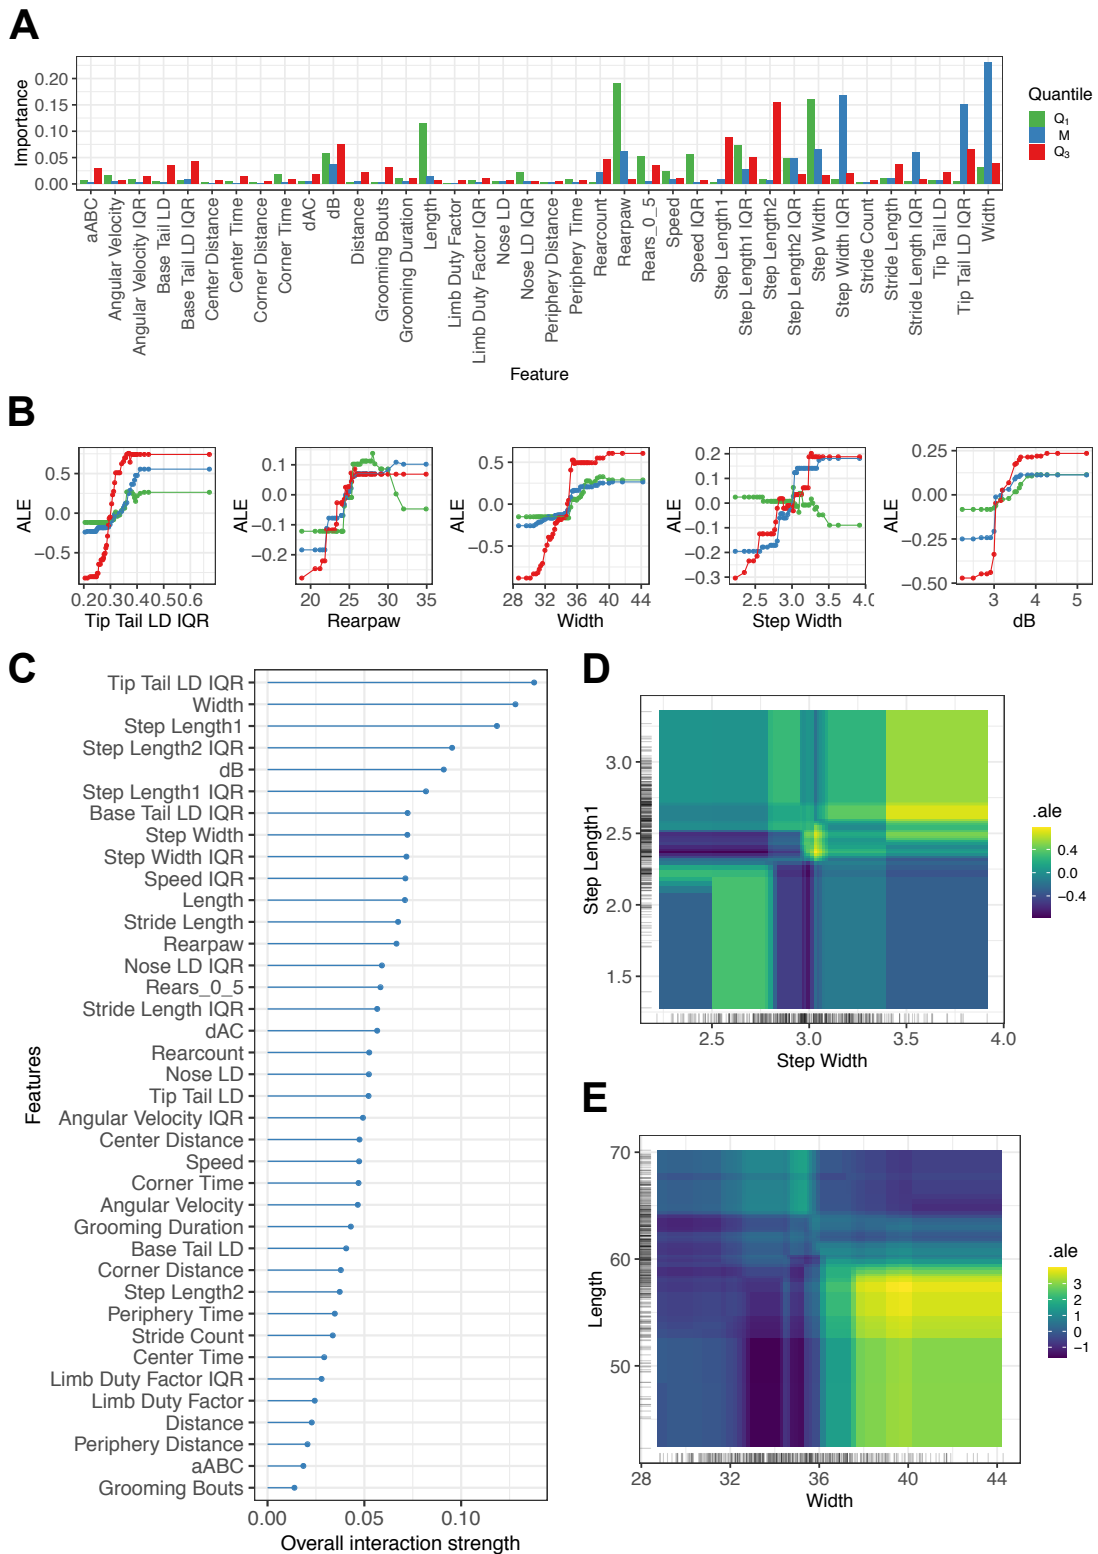 A
Importance
0.20
0.15
0.10
0.05
0.00
Quantile
Q1
M
Q3
aABC
Angular Velocity
Angular Velocity IQR
Base Tail LD
Base Tail LD IQR
Center Distance
Center Time
Corner Distance
Corner Time
dAC
dB
Distance
Grooming Bouts
Grooming Duration
Length
Limb Duty Factor
Limb Duty Factor IQR
Nose LD
Nose LD IQR
Periphery Distance
Periphery Time
Rearcount
Rearpaw
Rears_0_5
Speed
Speed IQR
Step Length1
Step Length1 IQR
Step Length2
Step Length2 IQR
Step Width
Step Width IQR
Stride Count
Stride Length
Stride Length IQR
Tip Tail LD
Tip Tail LD IQR
Width
Feature
B
ALE
0.5
0.0
−0.5
0.20.30.40.50.6
Tip Tail LD IQR
ALE
0.1
0.0
−0.1
−0.2
20 25 30 35
Rearpaw
ALE
0.5
0.0
−0.5
28 32 36 40 44
Width
ALE
0.2
0.1
0.0
−0.1
−0.2
−0.3
2.5 3.0 3.5 4.0
Step Width
ALE
0.25
0.00
−0.25
−0.50
3 4 5
dB
C
Features
Tip Tail LD IQR
Width
Step Length1
Step Length2 IQR
dB
Step Length1 IQR
Base Tail LD IQR
Step Width
Step Width IQR
Speed IQR
Length
Stride Length
Rearpaw
Nose LD IQR
Rears_0_5
Stride Length IQR
dAC
Rearcount
Nose LD
Tip Tail LD
Angular Velocity IQR
Center Distance
Speed
Corner Time
Angular Velocity
Grooming Duration
Base Tail LD
Corner Distance
Step Length2
Periphery Time
Stride Count
Center Time
Limb Duty Factor IQR
Limb Duty Factor
Distance
Periphery Distance
aABC
Grooming Bouts
0.00 0.05 0.10
Overall interaction strength
D
Step Length1
3.0
2.5
2.0
1.5
2.5 3.0 3.5 4.0
Step Width
.ale
0.4
0.0
−0.4
E
Length
70
60
50
28 32 36 40 44
Width
.ale
3
2
1
0
−1